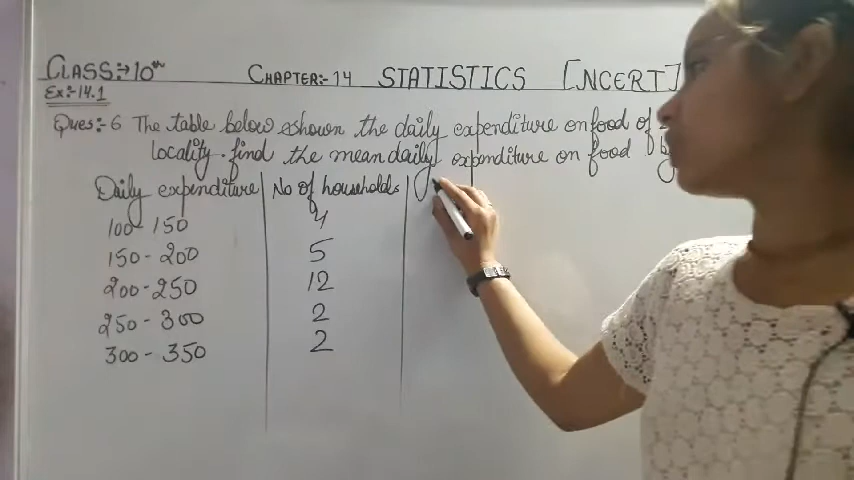 CLASS:→10th CHAPTER:-14 STATISTICS [NCERT]
Ex:-14.1
Ques:-6 The table below shown the daily expenditure on food of
locality. find the mean daily expenditure on food by
Daily expenditure No of households
100-150 4
150-200 5
200-250 12
250-300 2
300-350 2